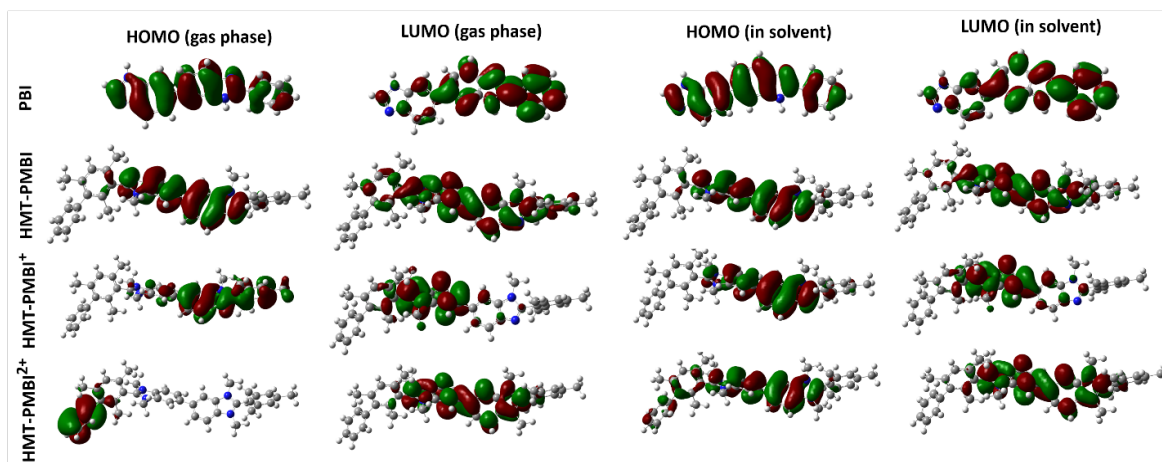 HOMO (gas phase) LUMO (gas phase) HOMO (in solvent) LUMO (in solvent)
PBI
HMT-PMBI
HMT-PMBI⁺
HMT-PMBI²⁺